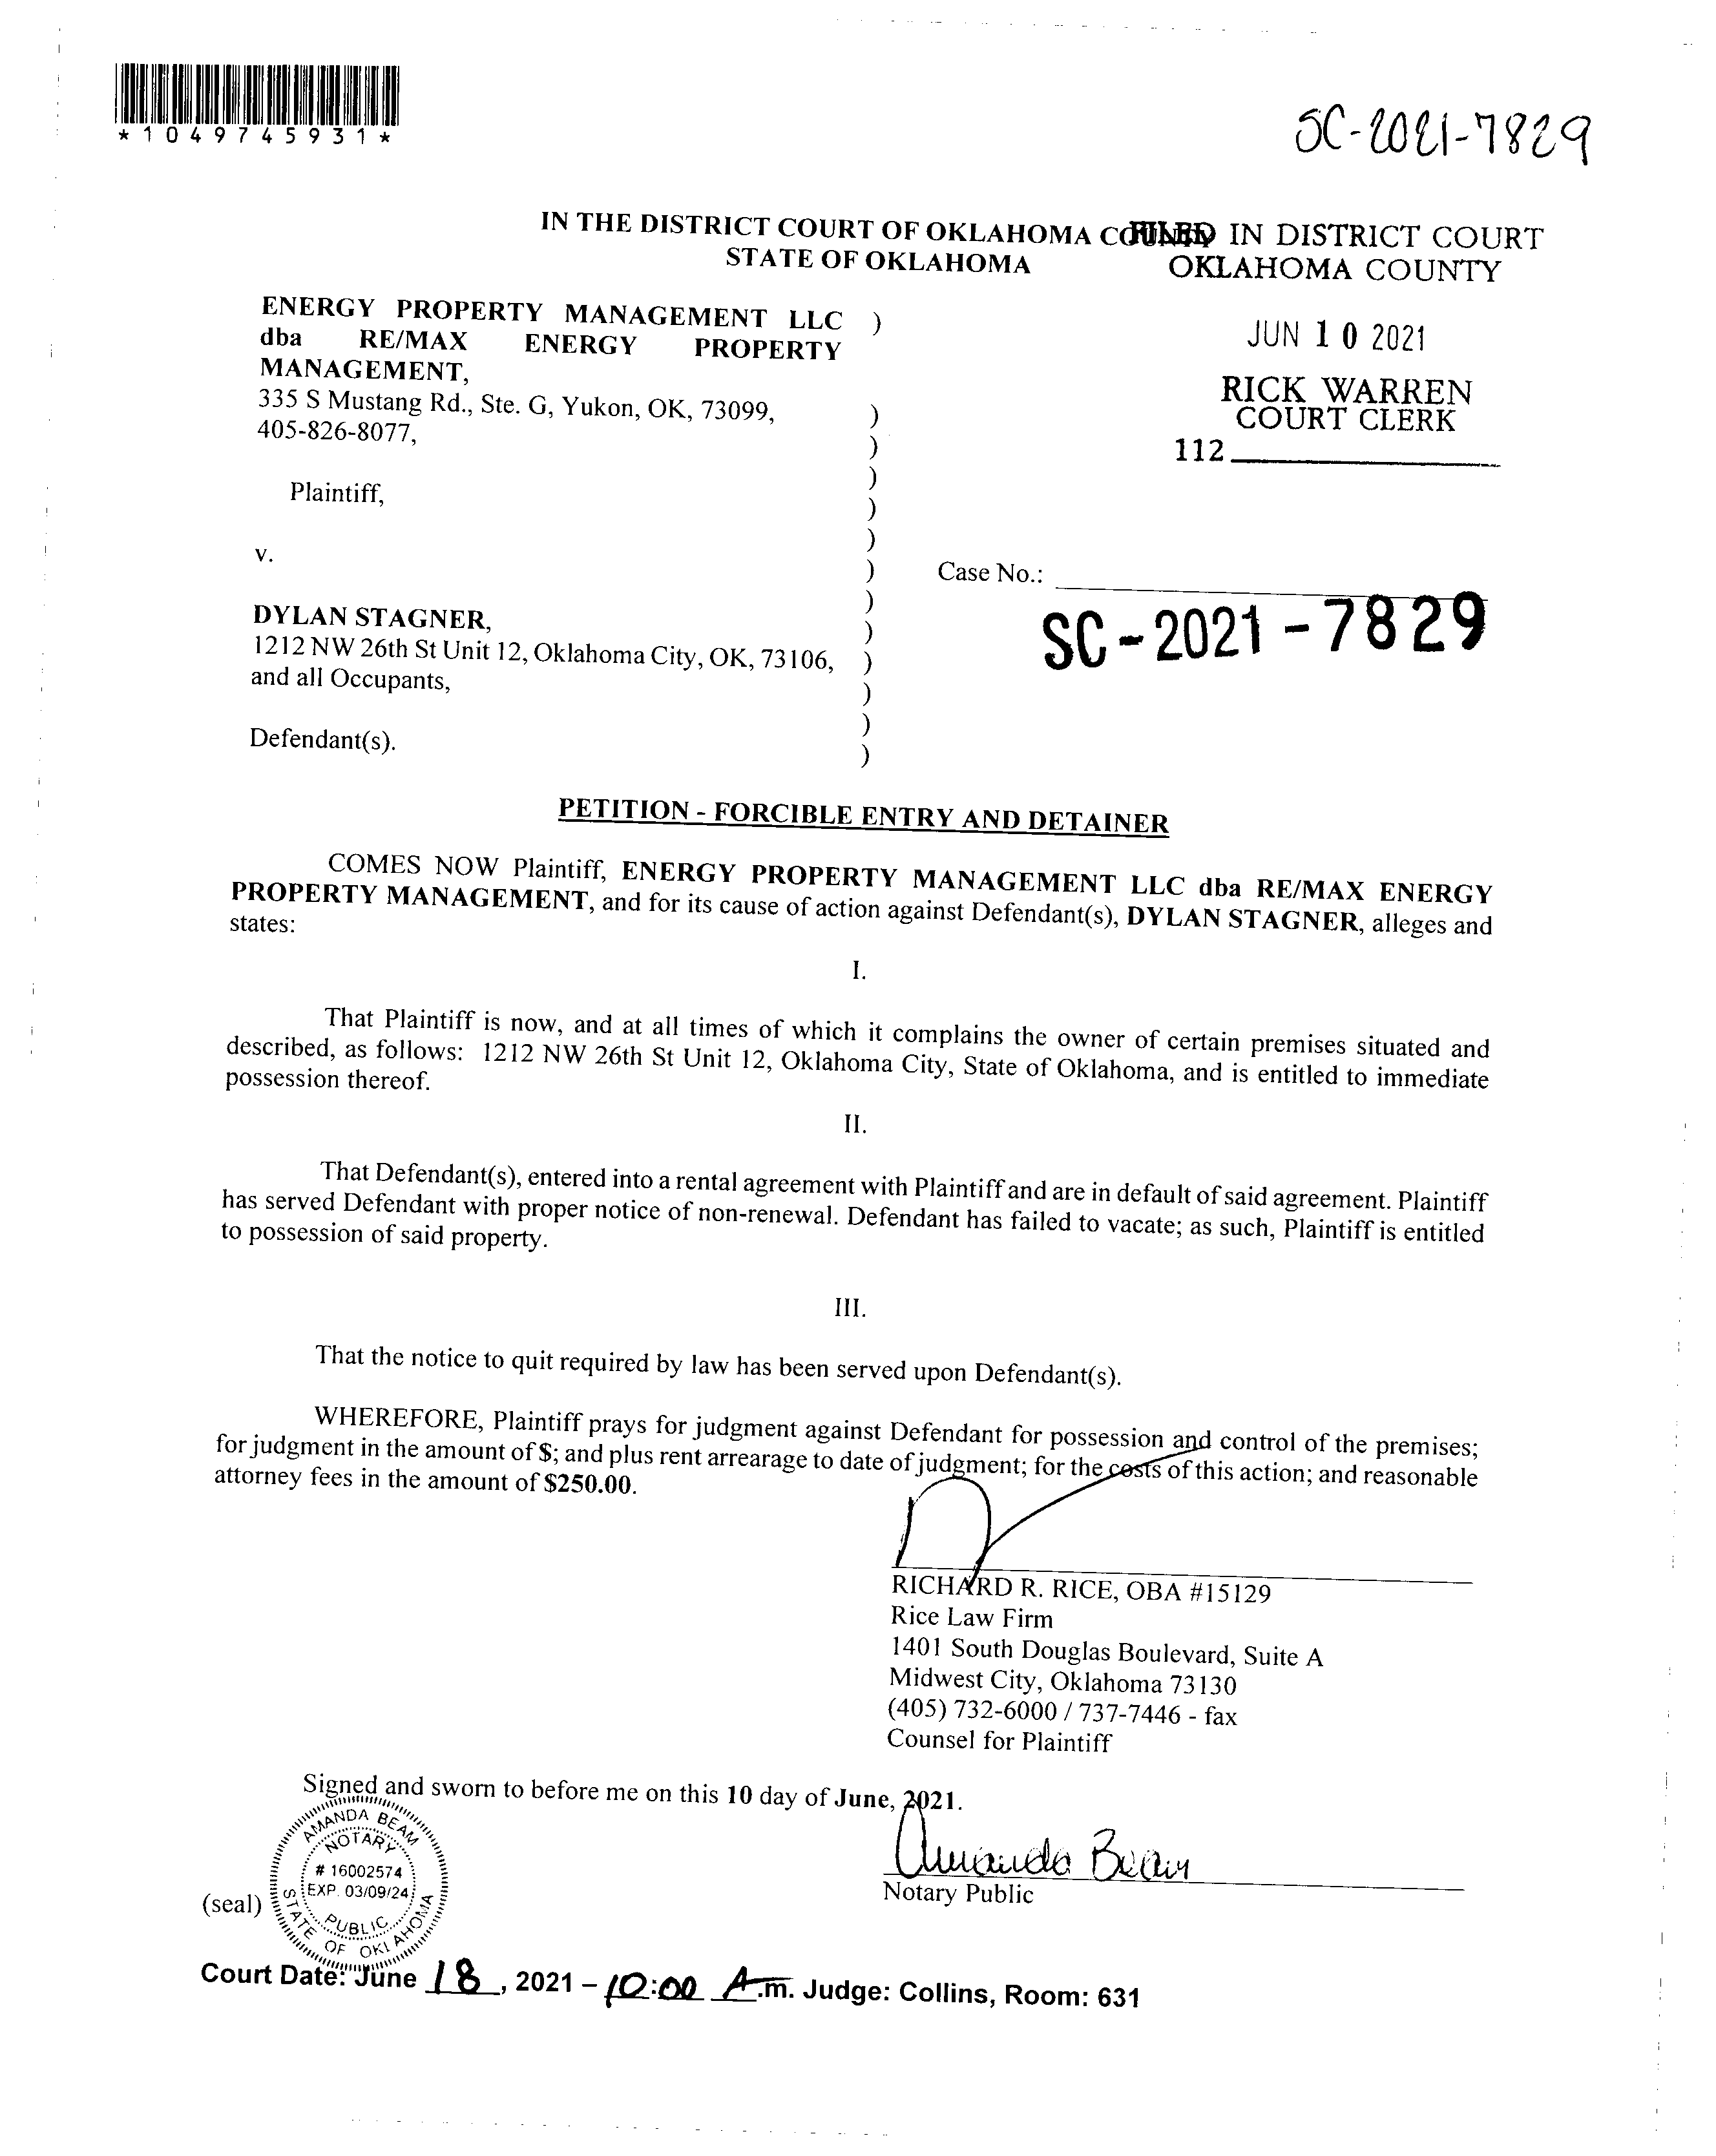 *1049745931*
SC-2021-7829
IN THE DISTRICT COURT OF OKLAHOMA COUNTY
STATE OF OKLAHOMA
FILED IN DISTRICT COURT
OKLAHOMA COUNTY
JUN 10 2021
RICK WARREN
COURT CLERK
112
ENERGY PROPERTY MANAGEMENT LLC )
dba RE/MAX ENERGY PROPERTY
MANAGEMENT,
335 S Mustang Rd., Ste. G, Yukon, OK, 73099, )
405-826-8077, )
)
Plaintiff, )
)
v. )
Case No.:
SC-2021-7829
)
DYLAN STAGNER, )
1212 NW 26th St Unit 12, Oklahoma City, OK, 73106, )
and all Occupants, )
)
Defendant(s). )
PETITION - FORCIBLE ENTRY AND DETAINER
COMES NOW Plaintiff, ENERGY PROPERTY MANAGEMENT LLC dba RE/MAX ENERGY
PROPERTY MANAGEMENT, and for its cause of action against Defendant(s), DYLAN STAGNER, alleges and
states:
I.
That Plaintiff is now, and at all times of which it complains the owner of certain premises situated and
described, as follows: 1212 NW 26th St Unit 12, Oklahoma City, State of Oklahoma, and is entitled to immediate
possession thereof.
II.
That Defendant(s), entered into a rental agreement with Plaintiff and are in default of said agreement. Plaintiff
has served Defendant with proper notice of non-renewal. Defendant has failed to vacate; as such, Plaintiff is entitled
to possession of said property.
III.
That the notice to quit required by law has been served upon Defendant(s).
WHEREFORE, Plaintiff prays for judgment against Defendant for possession and control of the premises;
for judgment in the amount of $; and plus rent arrearage to date of judgment; for the costs of this action; and reasonable
attorney fees in the amount of $250.00.
RICHARD R. RICE, OBA #15129
Rice Law Firm
1401 South Douglas Boulevard, Suite A
Midwest City, Oklahoma 73130
(405) 732-6000 / 737-7446 - fax
Counsel for Plaintiff
Signed and sworn to before me on this 10 day of June, 2021.
Amanda Beam
Notary Public
(seal)
AMANDA BEAM
NOTARY
# 16002574
EXP. 03/09/24
PUBLIC
STATE OF OKLAHOMA
Court Date: June 18, 2021 – 10:00 A.m. Judge: Collins, Room: 631